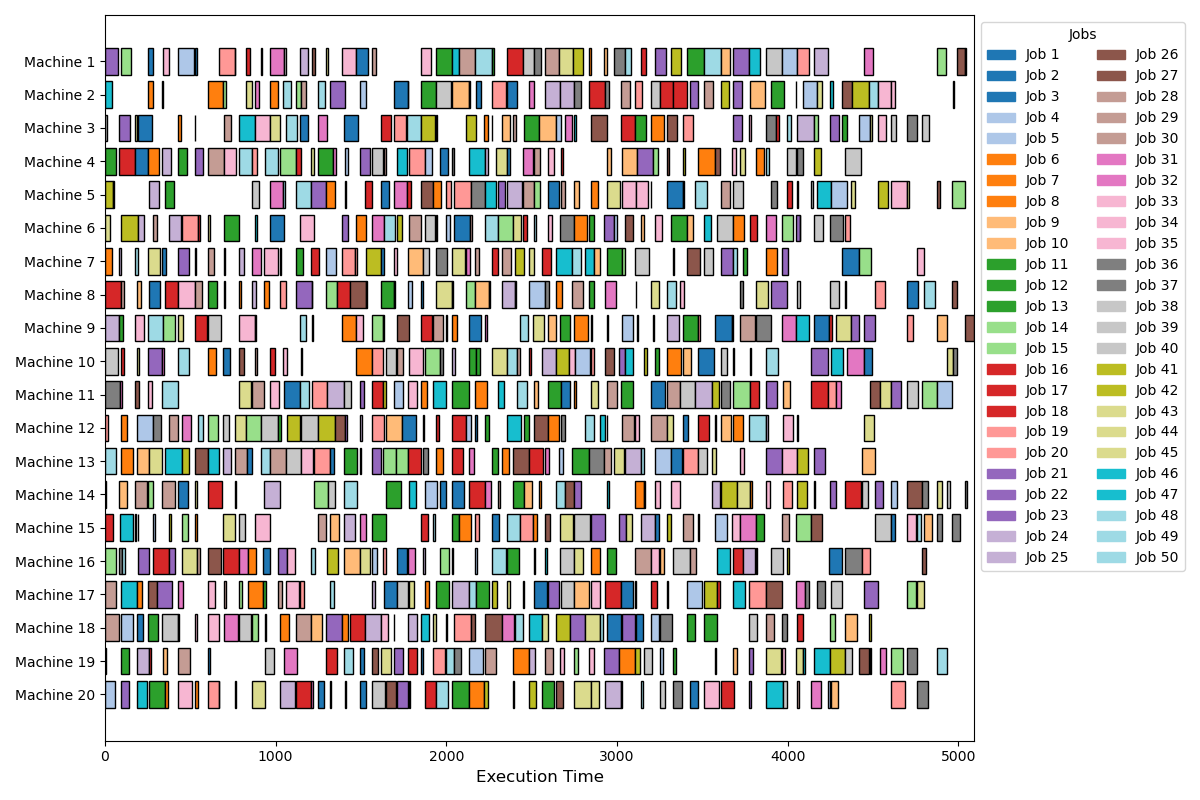 Machine 1
Machine 2
Machine 3
Machine 4
Machine 5
Machine 6
Machine 7
Machine 8
Machine 9
Machine 10
Machine 11
Machine 12
Machine 13
Machine 14
Machine 15
Machine 16
Machine 17
Machine 18
Machine 19
Machine 20
0 1000 2000 3000 4000 5000
Execution Time
Jobs
Job 1 Job 26
Job 2 Job 27
Job 3 Job 28
Job 4 Job 29
Job 5 Job 30
Job 6 Job 31
Job 7 Job 32
Job 8 Job 33
Job 9 Job 34
Job 10 Job 35
Job 11 Job 36
Job 12 Job 37
Job 13 Job 38
Job 14 Job 39
Job 15 Job 40
Job 16 Job 41
Job 17 Job 42
Job 18 Job 43
Job 19 Job 44
Job 20 Job 45
Job 21 Job 46
Job 22 Job 47
Job 23 Job 48
Job 24 Job 49
Job 25 Job 50